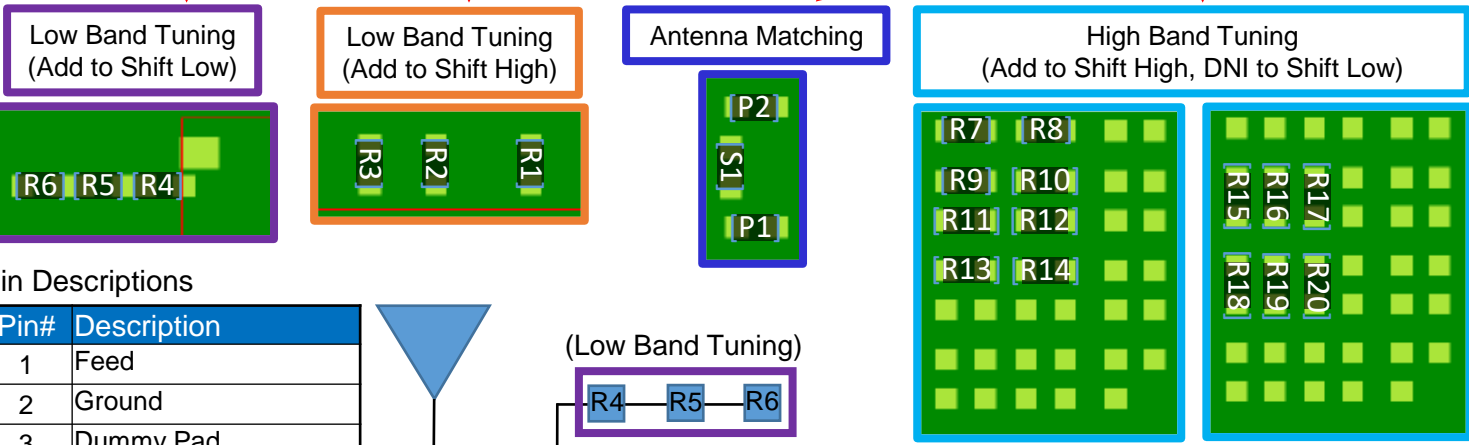 Low Band Tuning
(Add to Shift Low)
Low Band Tuning
(Add to Shift High)
Antenna Matching
High Band Tuning
(Add to Shift High, DNI to Shift Low)
R6 R5 R4
R3 R2 R1
P2
S1
P1
R7 R8
R9 R10
R11 R12
R13 R14
R15 R16 R17
R18 R19 R20
in Descriptions
Pin# Description
1 Feed
2 Ground
3 Dummy Pad
(Low Band Tuning)
R4 R5 R6